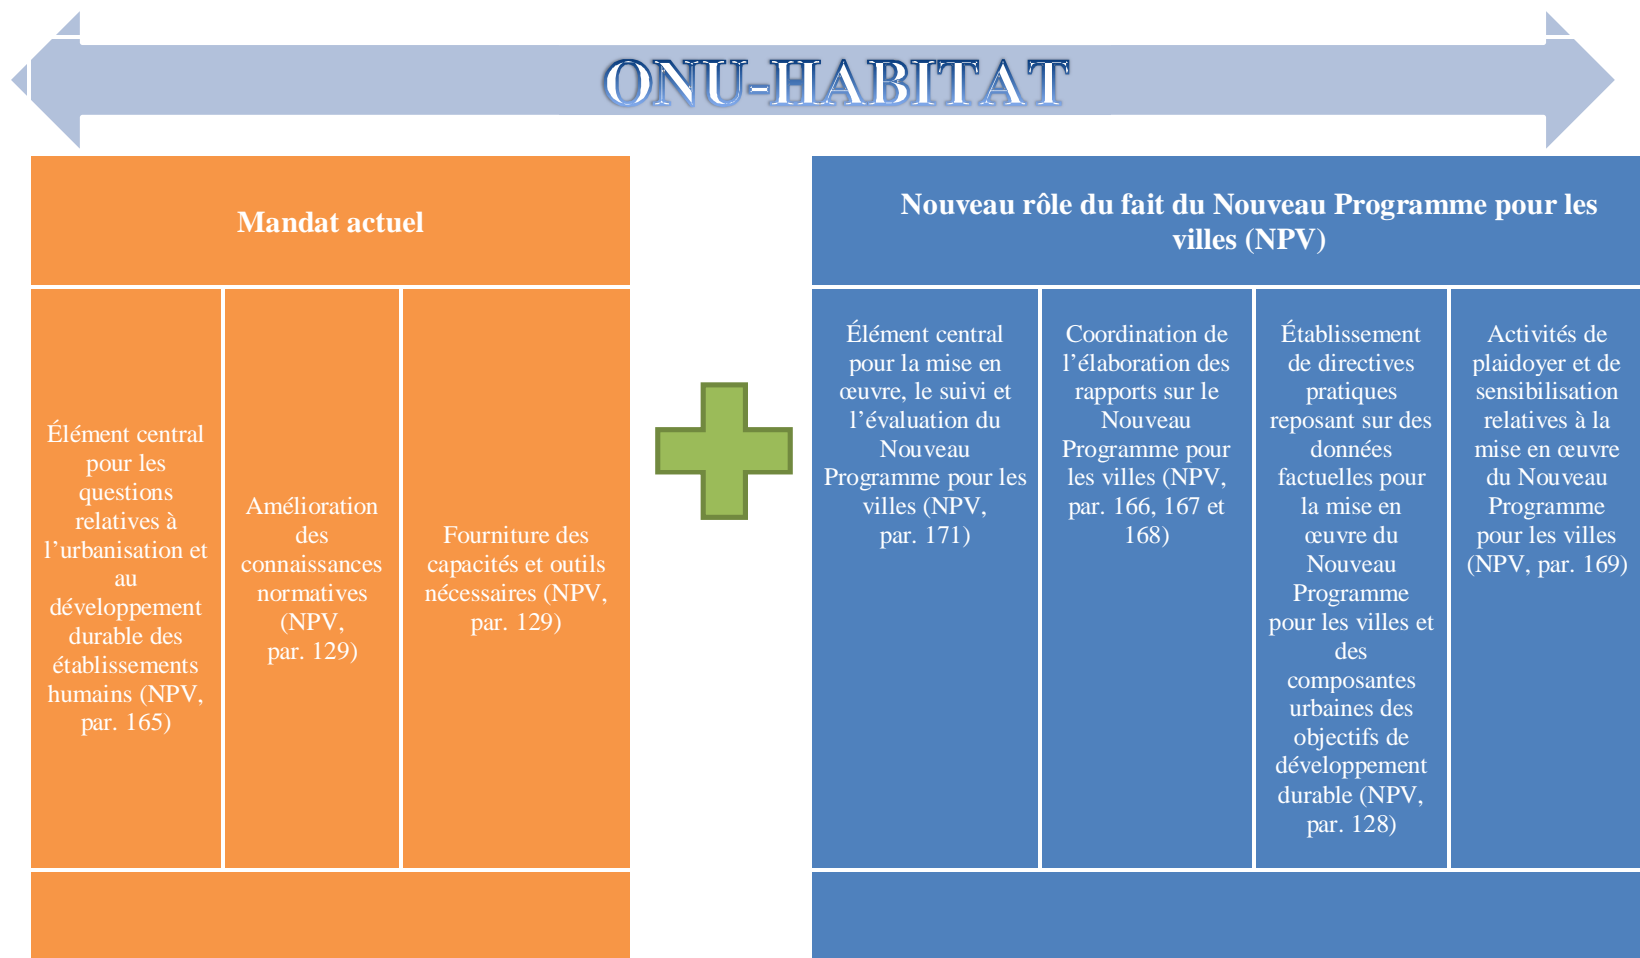 ONU-HABITAT
Mandat actuel
Élément central
pour les
questions
relatives à
l’urbanisation et
au
développement
durable des
établissements
humains (NPV,
par. 165)
Amélioration
des
connaissances
normatives
(NPV,
par. 129)
Fourniture des
capacités et outils
nécessaires (NPV,
par. 129)
Nouveau rôle du fait du Nouveau Programme pour les
villes (NPV)
Élément central
pour la mise en
œuvre, le suivi et
l’évaluation du
Nouveau
Programme pour les
villes (NPV,
par. 171)
Coordination de
l’élaboration des
rapports sur le
Nouveau
Programme pour
les villes (NPV,
par. 166, 167 et
168)
Établissement
de directives
pratiques
reposant sur des
données
factuelles pour
la mise en
œuvre du
Nouveau
Programme
pour les villes et
des
composantes
urbaines des
objectifs de
développement
durable (NPV,
par. 128)
Activités de
plaidoyer et de
sensibilisation
relatives à la
mise en œuvre
du Nouveau
Programme
pour les villes
(NPV, par. 169)